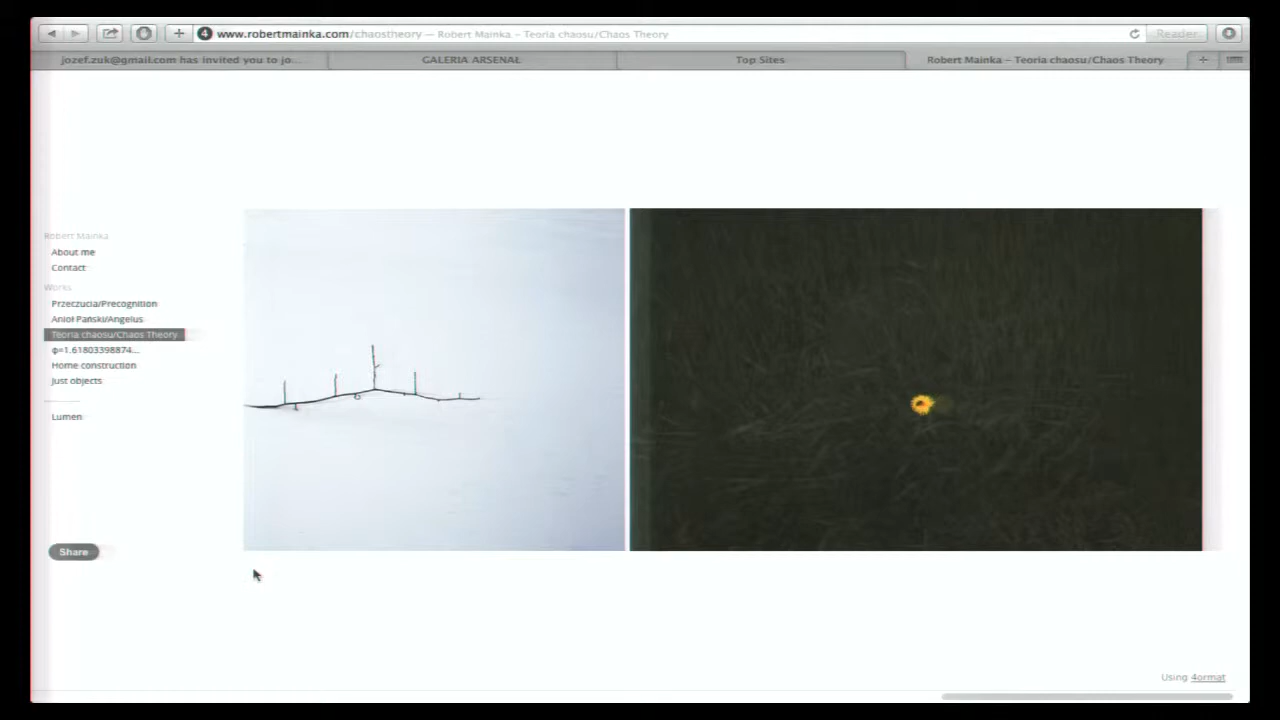 www.robertmainka.com/chaostheory — Robert Mainka – Teoria chaosu/Chaos Theory
Reader
jozef.zuk@gmail.com has invited you to jo...
GALERIA ARSENAŁ
Top Sites
Robert Mainka – Teoria chaosu/Chaos Theory
Robert Mainka
About me
Contact
Works
Przeczucia/Precognition
Anioł Pański/Angelus
Teoria chaosu/Chaos Theory
φ=1.61803398874...
Home construction
Just objects
Lumen
Share
Using 4ormat